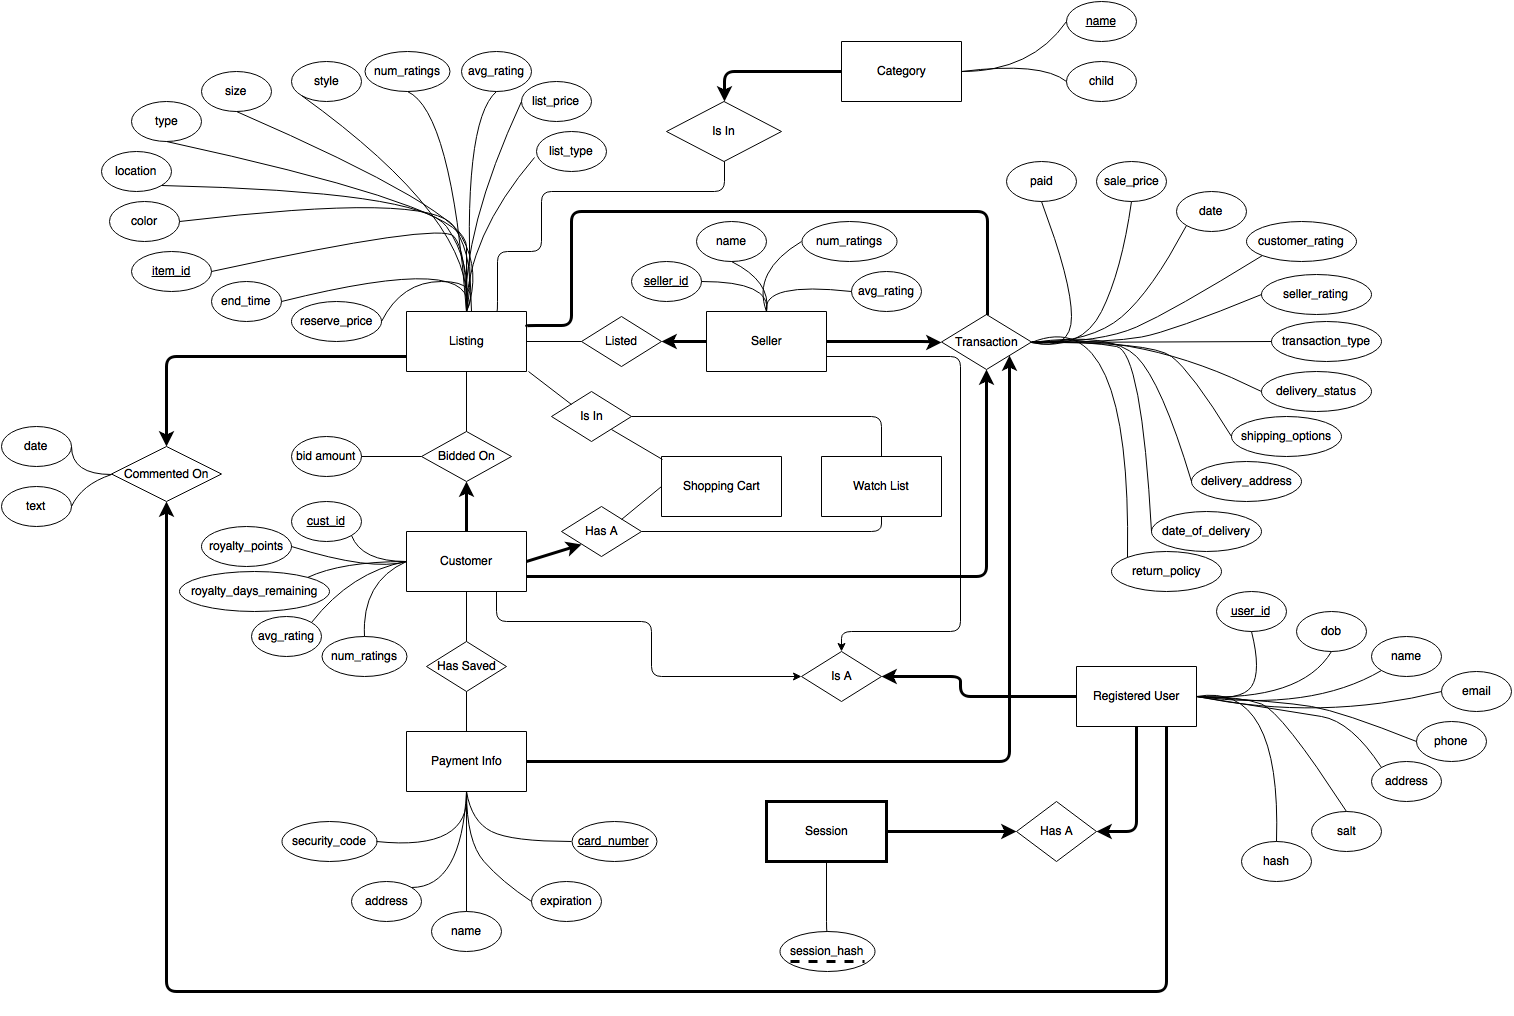 name
Category
child
avg_rating
num_ratings
style
size
list_price
type
Is In
list_type
location
paid
sale_price
date
color
name
num_ratings
customer_rating
item_id
seller_id
avg_rating
seller_rating
end_time
reserve_price
Listing
Listed
Seller
Transaction
transaction_type
delivery_status
Is In
shipping_options
date
bid amount
Bidded On
Commented On
Shopping Cart
Watch List
delivery_address
text
cust_id
Has A
date_of_delivery
royalty_points
Customer
return_policy
royalty_days_remaining
user_id
avg_rating
dob
num_ratings
name
Has Saved
Is A
Registered User
email
phone
Payment Info
address
security_code
card_number
Session
Has A
salt
hash
address
expiration
name
session_hash